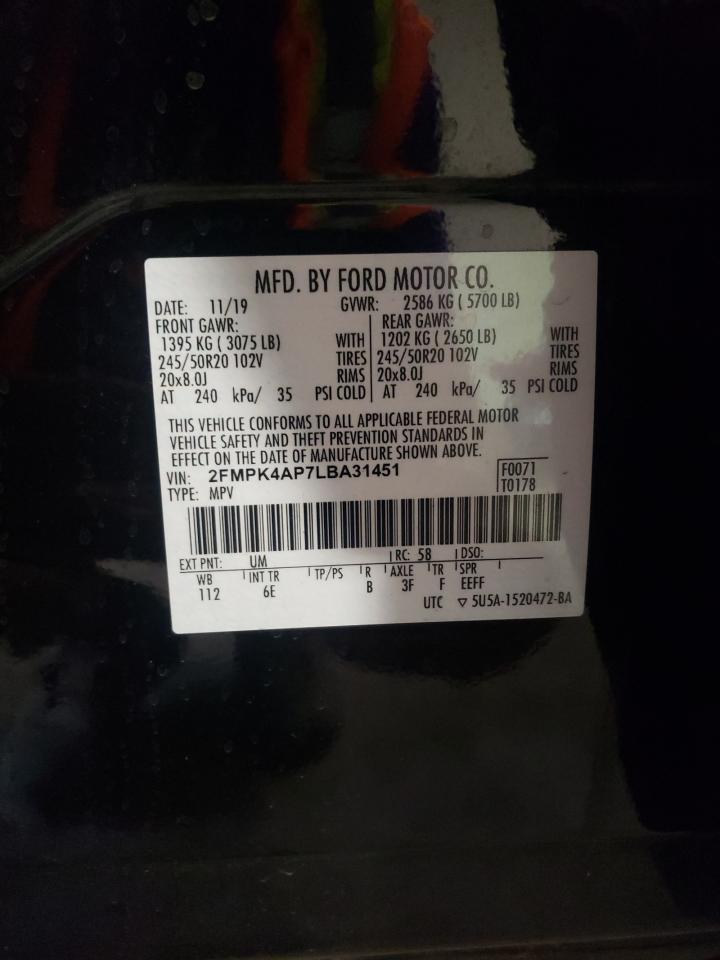 MFD. BY FORD MOTOR CO.
DATE: 11/19 GVWR: 2586 KG ( 5700 LB)
FRONT GAWR: REAR GAWR:
1395 KG ( 3075 LB) WITH 1202 KG ( 2650 LB) WITH
245/50R20 102V TIRES 245/50R20 102V TIRES
20x8.0J RIMS 20x8.0J RIMS
AT 240 kPa/ 35 PSI COLD AT 240 kPa/ 35 PSI COLD
THIS VEHICLE CONFORMS TO ALL APPLICABLE FEDERAL MOTOR
VEHICLE SAFETY AND THEFT PREVENTION STANDARDS IN
EFFECT ON THE DATE OF MANUFACTURE SHOWN ABOVE.
VIN: 2FMPK4AP7LBA31451 F0071
TYPE: MPV T0178
EXT PNT: UM RC: 58 DSO:
WB INT TR TP/PS R AXLE TR SPR
112 6E B 3F F EEFF
UTC ▽ 5U5A-1520472-BA